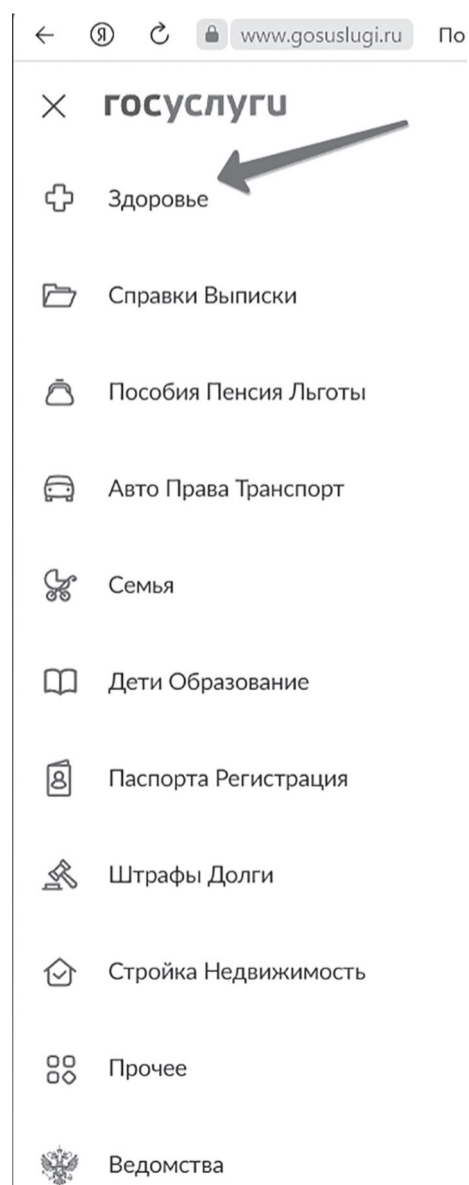 Я www.gosuslugi.ru По
госуслуги
Здоровье
Справки Выписки
Пособия Пенсия Льготы
Авто Права Транспорт
Семья
Дети Образование
Паспорта Регистрация
Штрафы Долги
Стройка Недвижимость
Прочее
Ведомства